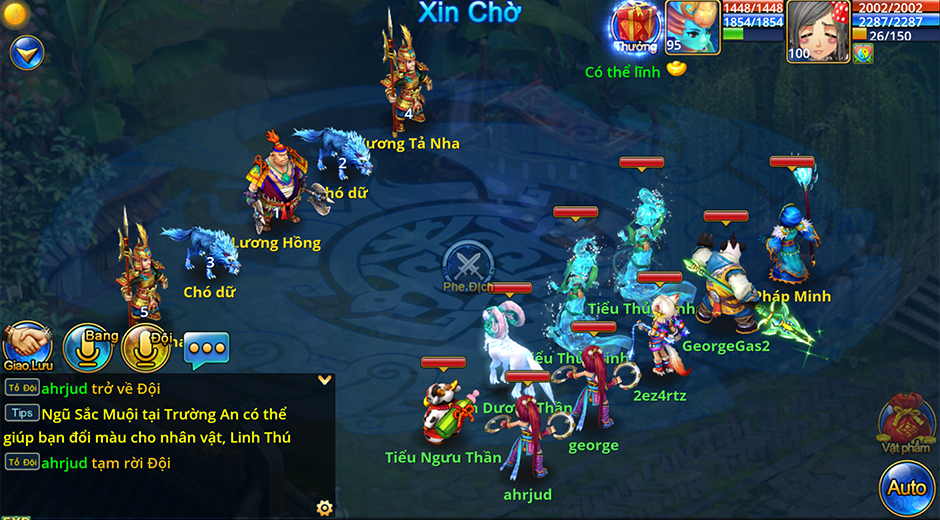 Xin Chờ
Thưởng
95
1448/1448
1854/1854
100
2002/2002
2287/2287
26/150
Có thể lĩnh
4
Vương Tả Nha
2
Chó dữ
1
Lương Hồng
3
Chó dữ
5
Phe Địch
Pháp Minh
Tiểu Thủ
GeorgeGas2
2ez4rtz
george
Tiểu Ngưu Thần
ahrjud
Giao Lưu
Bang
Đội
Tổ Đội ahrjud trở về Đội
Tips Ngũ Sắc Muội tại Trường An có thể
giúp bạn đổi màu cho nhân vật, Linh Thú
Tổ Đội ahrjud tạm rời Đội
Vật phẩm
Auto
EXP